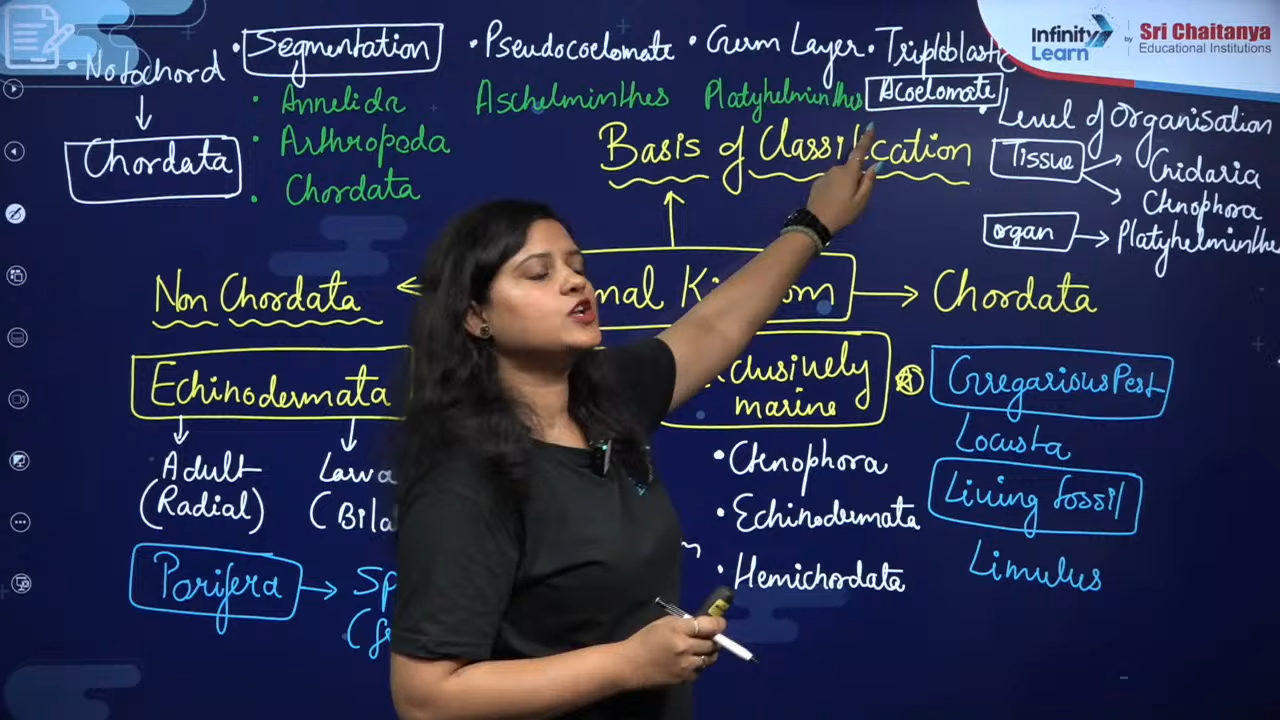 Infinity Learn by Sri Chaitanya Educational Institutions
• Notochord
Chordata
• Segmentation
• Annelida
• Arthropoda
• Chordata
• Pseudocoelomate
Aschelminthes
• Germ Layer
Platyhelminthes
• Triploblastic
Acoelomate
• Level of Organisation
Tissue
Cnidaria
Ctenophora
organ
Platyhelminthe
Basis of Classification
Non Chordata
Chordata
Echinodermata
Adult
(Radial)
Porifera
Exclusively
marine
• Ctenophora
• Echinodermata
• Hemichordata
Gregarious Pest
Locusta
Living fossil
Limulus